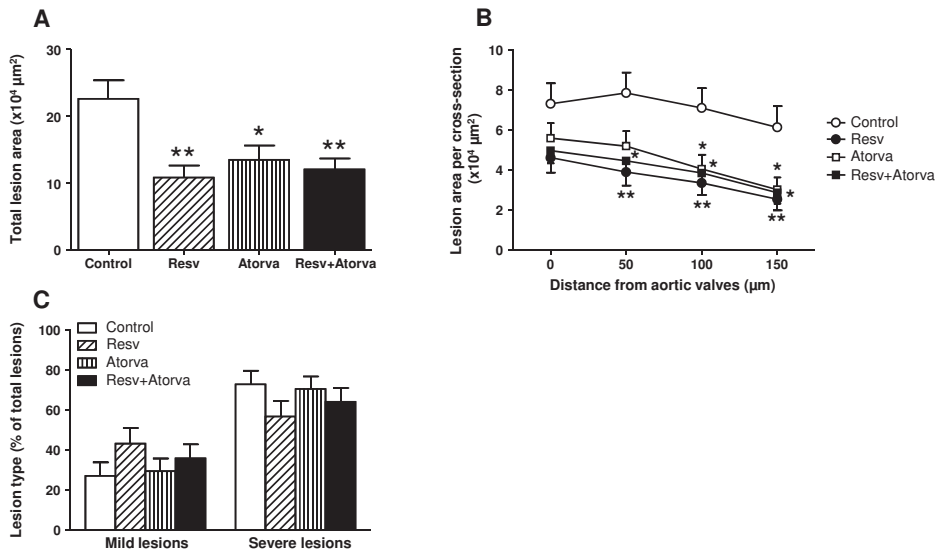 A
Total lesion area (x10⁴ µm²)
30
20
10
0
**
*
**
Control Resv Atorva Resv+Atorva
B
Lesion area per cross-section
(x10⁴ µm²)
10
8
6
4
2
0
* * * * *
** ** **
0 50 100 150
Distance from aortic valves (µm)
Control
Resv
Atorva
Resv+Atorva
C
Lesion type (% of total lesions)
100
80
60
40
20
0
Control
Resv
Atorva
Resv+Atorva
Mild lesions Severe lesions